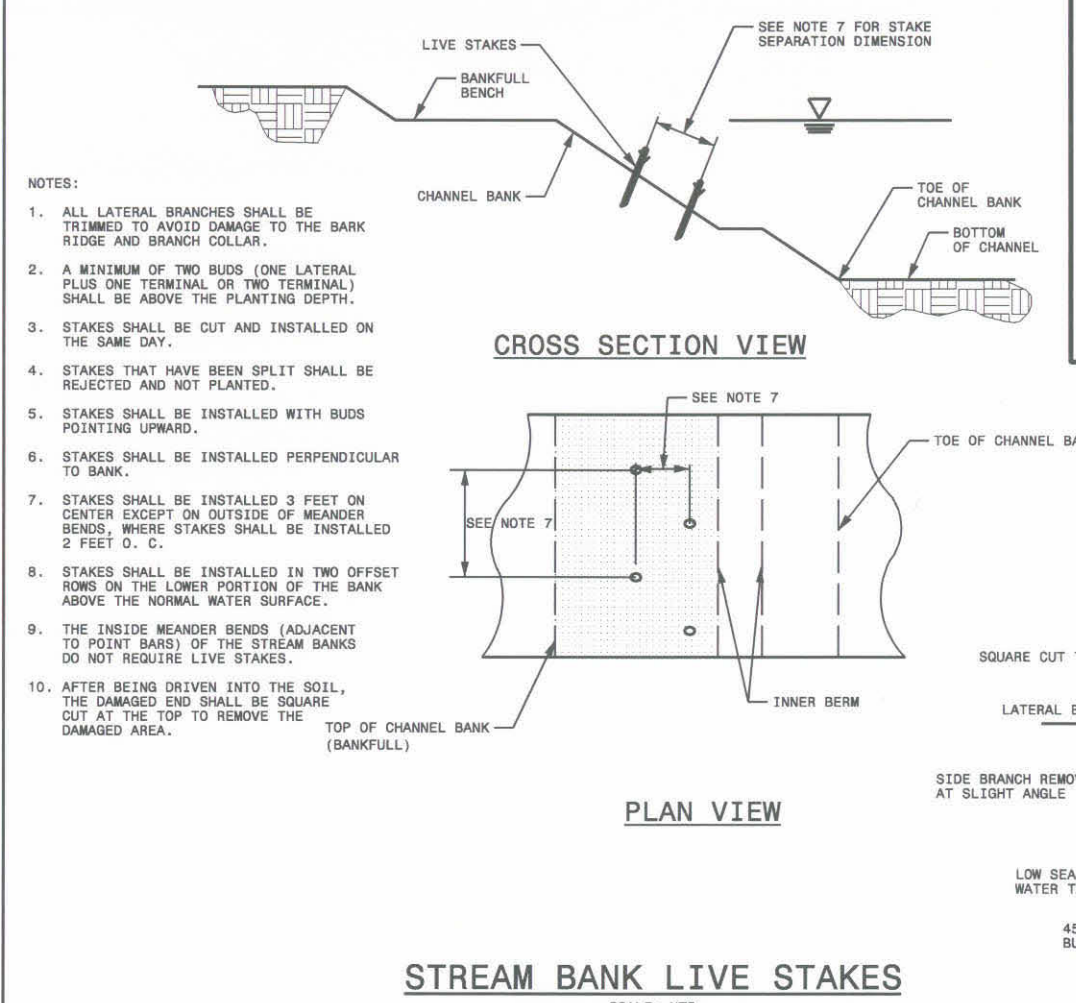 SEE NOTE 7 FOR STAKE
SEPARATION DIMENSION
LIVE STAKES
BANKFULL
BENCH
CHANNEL BANK
TOE OF
CHANNEL BANK
BOTTOM
OF CHANNEL
CROSS SECTION VIEW
NOTES:
1. ALL LATERAL BRANCHES SHALL BE
TRIMMED TO AVOID DAMAGE TO THE BARK
RIDGE AND BRANCH COLLAR.
2. A MINIMUM OF TWO BUDS (ONE LATERAL
PLUS ONE TERMINAL OR TWO TERMINAL)
SHALL BE ABOVE THE PLANTING DEPTH.
3. STAKES SHALL BE CUT AND INSTALLED ON
THE SAME DAY.
4. STAKES THAT HAVE BEEN SPLIT SHALL BE
REJECTED AND NOT PLANTED.
5. STAKES SHALL BE INSTALLED WITH BUDS
POINTING UPWARD.
6. STAKES SHALL BE INSTALLED PERPENDICULAR
TO BANK.
7. STAKES SHALL BE INSTALLED 3 FEET ON
CENTER EXCEPT ON OUTSIDE OF MEANDER
BENDS, WHERE STAKES SHALL BE INSTALLED
2 FEET O. C.
8. STAKES SHALL BE INSTALLED IN TWO OFFSET
ROWS ON THE LOWER PORTION OF THE BANK
ABOVE THE NORMAL WATER SURFACE.
9. THE INSIDE MEANDER BENDS (ADJACENT
TO POINT BARS) OF THE STREAM BANKS
DO NOT REQUIRE LIVE STAKES.
10. AFTER BEING DRIVEN INTO THE SOIL,
THE DAMAGED END SHALL BE SQUARE
CUT AT THE TOP TO REMOVE THE
DAMAGED AREA.
SEE NOTE 7
TOE OF CHANNEL BA
SEE NOTE 7
INNER BERM
TOP OF CHANNEL BANK
(BANKFULL)
PLAN VIEW
SQUARE CUT
LATERAL
SIDE BRANCH REMO
AT SLIGHT ANGLE
LOW SEA
WATER
45
BU
STREAM BANK LIVE STAKES